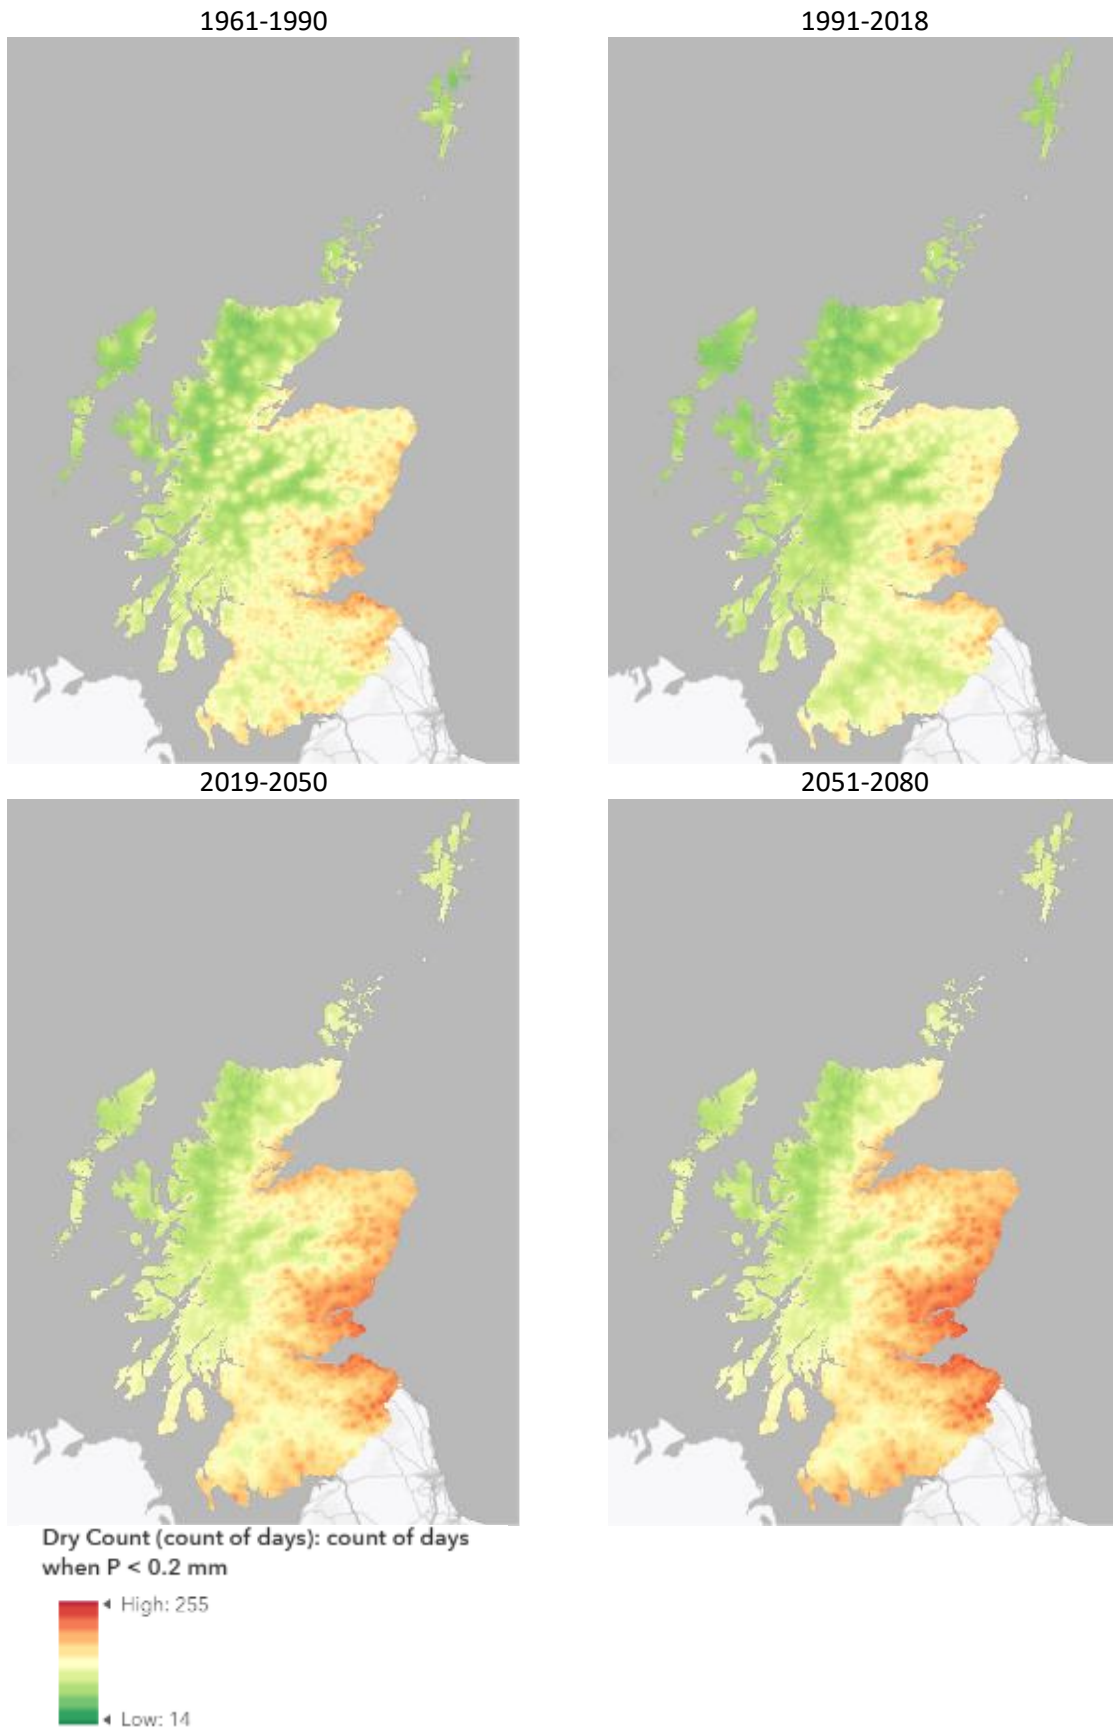 1961-1990
1991-2018
2019-2050
2051-2080
Dry Count (count of days): count of days
when P < 0.2 mm
High: 255
Low: 14